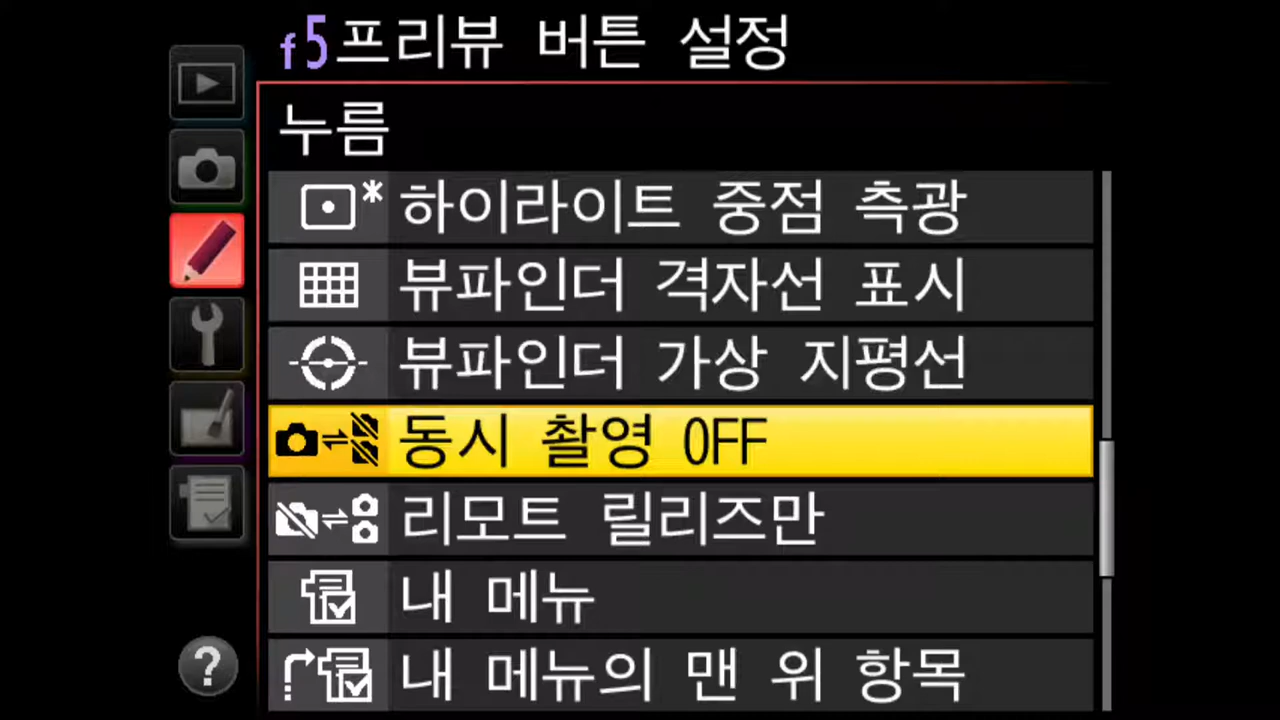 f5프리뷰 버튼 설정
누름
하이라이트 중점 측광
뷰파인더 격자선 표시
뷰파인더 가상 지평선
동시 촬영 OFF
리모트 릴리즈만
내 메뉴
내 메뉴의 맨 위 항목
?